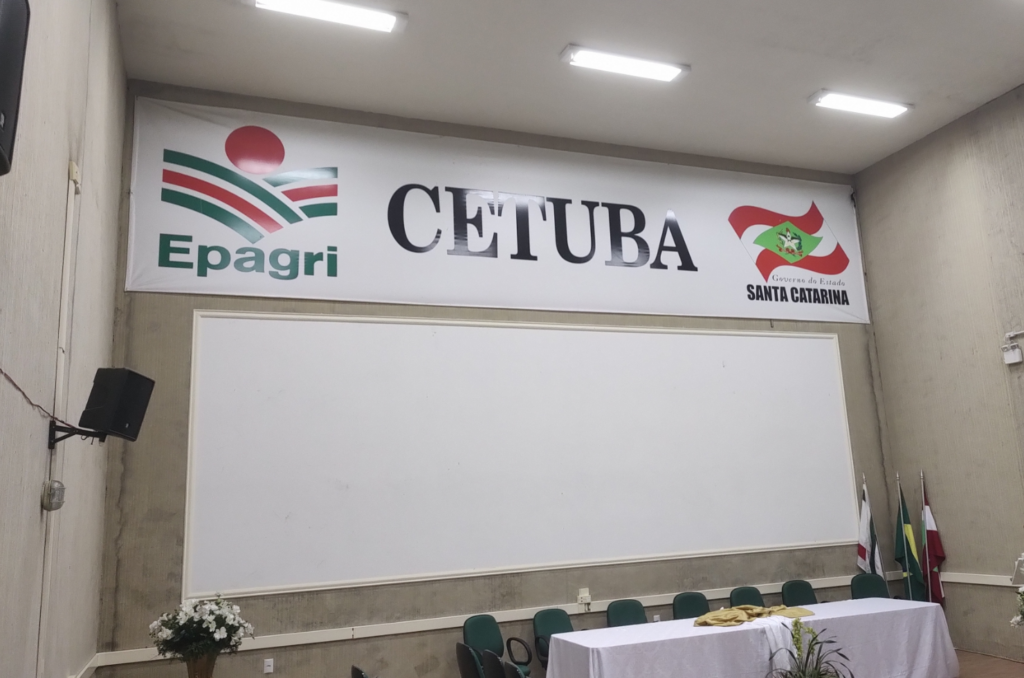 Epagri
CETUBA
Governo do Estado
SANTA CATARINA